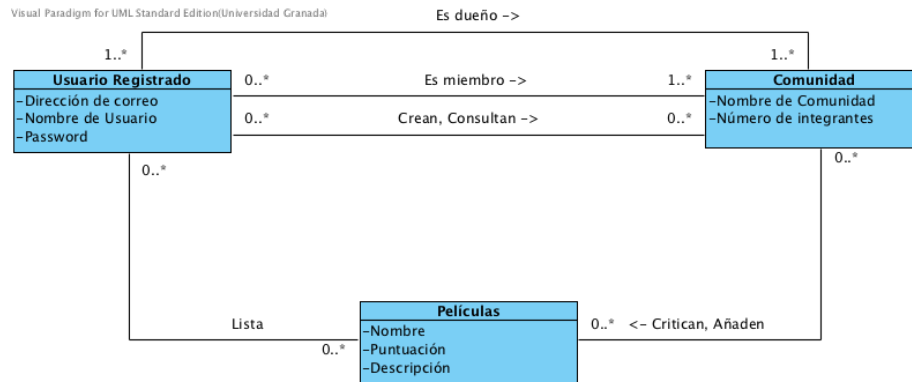 Visual Paradigm for UML Standard Edition(Universidad Granada)
Es dueño ->
1..*
1..*
Usuario Registrado
-Dirección de correo
-Nombre de Usuario
-Password
0..*
Es miembro ->
1..*
0..*
Crean, Consultan ->
0..*
Comunidad
-Nombre de Comunidad
-Número de integrantes
0..*
0..*
Lista
0..*
Películas
-Nombre
-Puntuación
-Descripción
0..*
<- Critican, Añaden